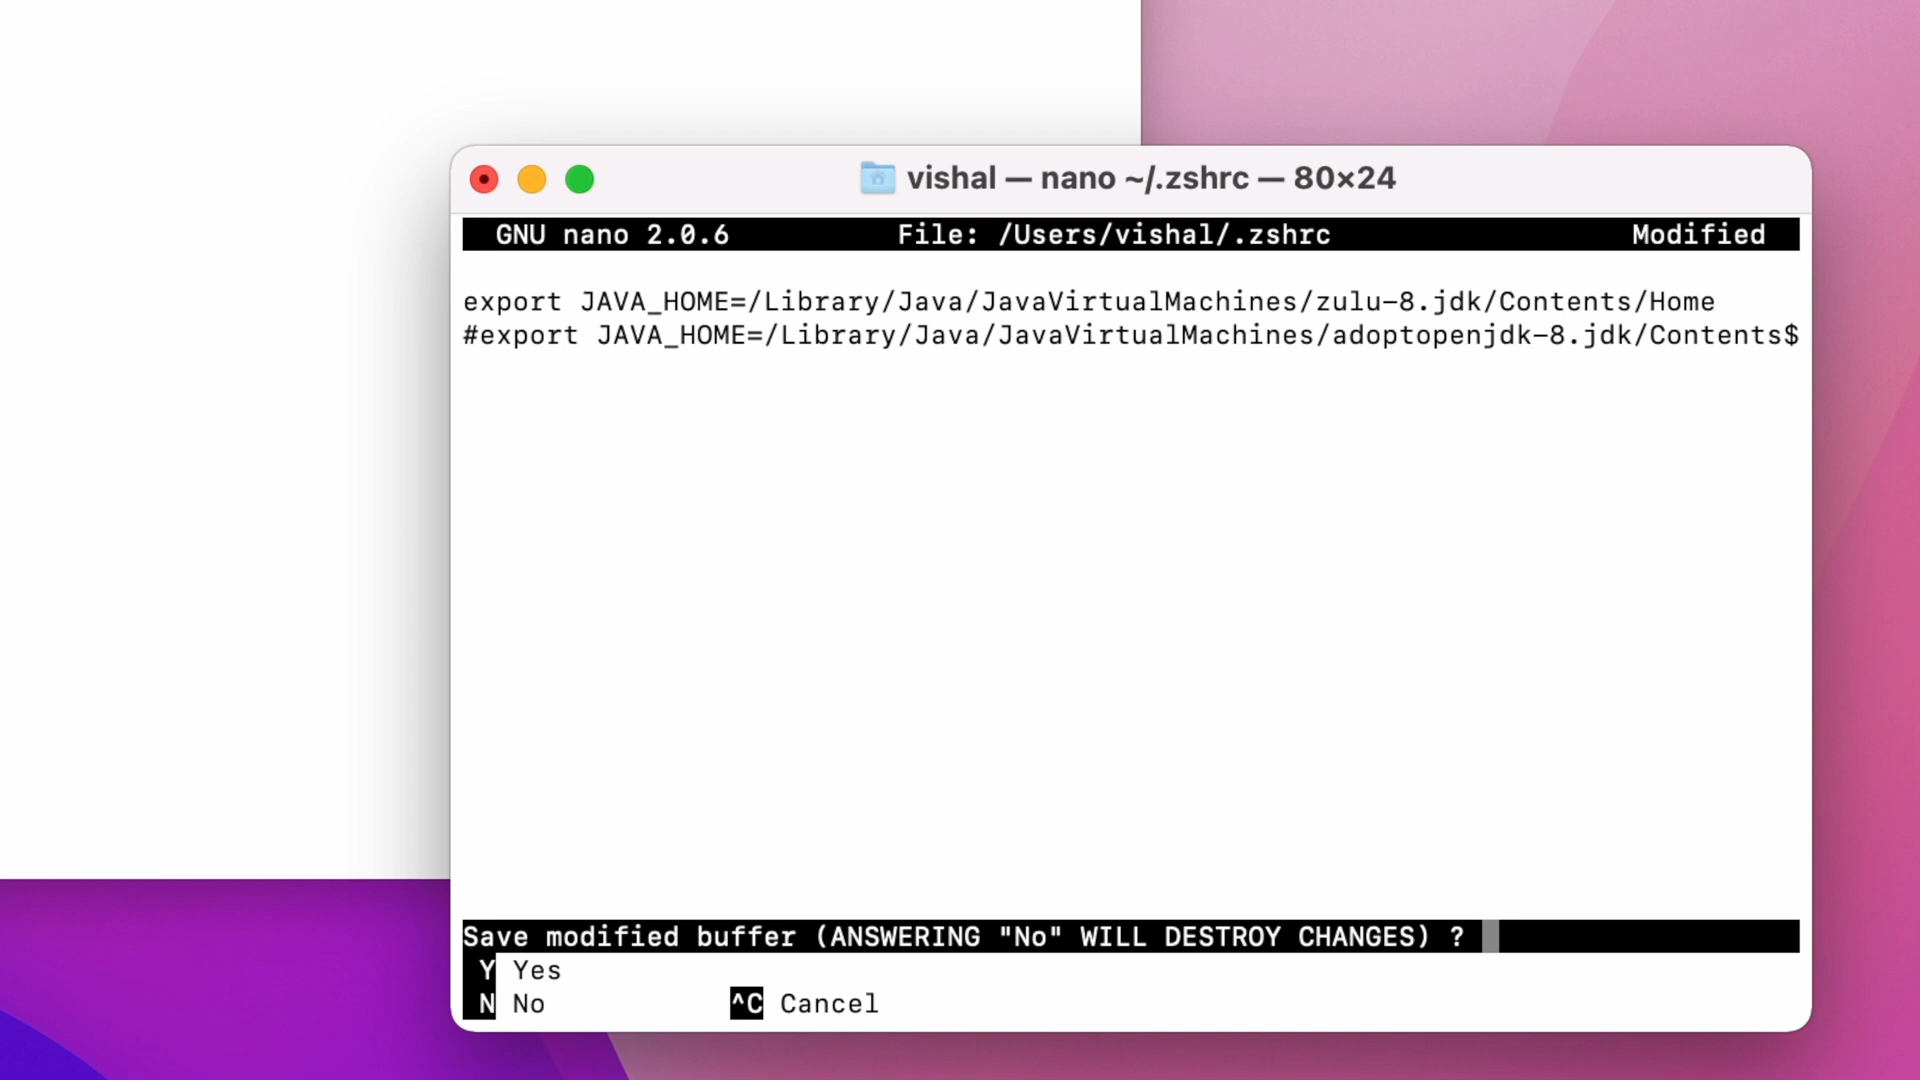 vishal — nano ~/.zshrc — 80×24
GNU nano 2.0.6 File: /Users/vishal/.zshrc Modified
export JAVA_HOME=/Library/Java/JavaVirtualMachines/zulu-8.jdk/Contents/Home
#export JAVA_HOME=/Library/Java/JavaVirtualMachines/adoptopenjdk-8.jdk/Contents$
Save modified buffer (ANSWERING "No" WILL DESTROY CHANGES) ?
Y Yes
N No ^C Cancel